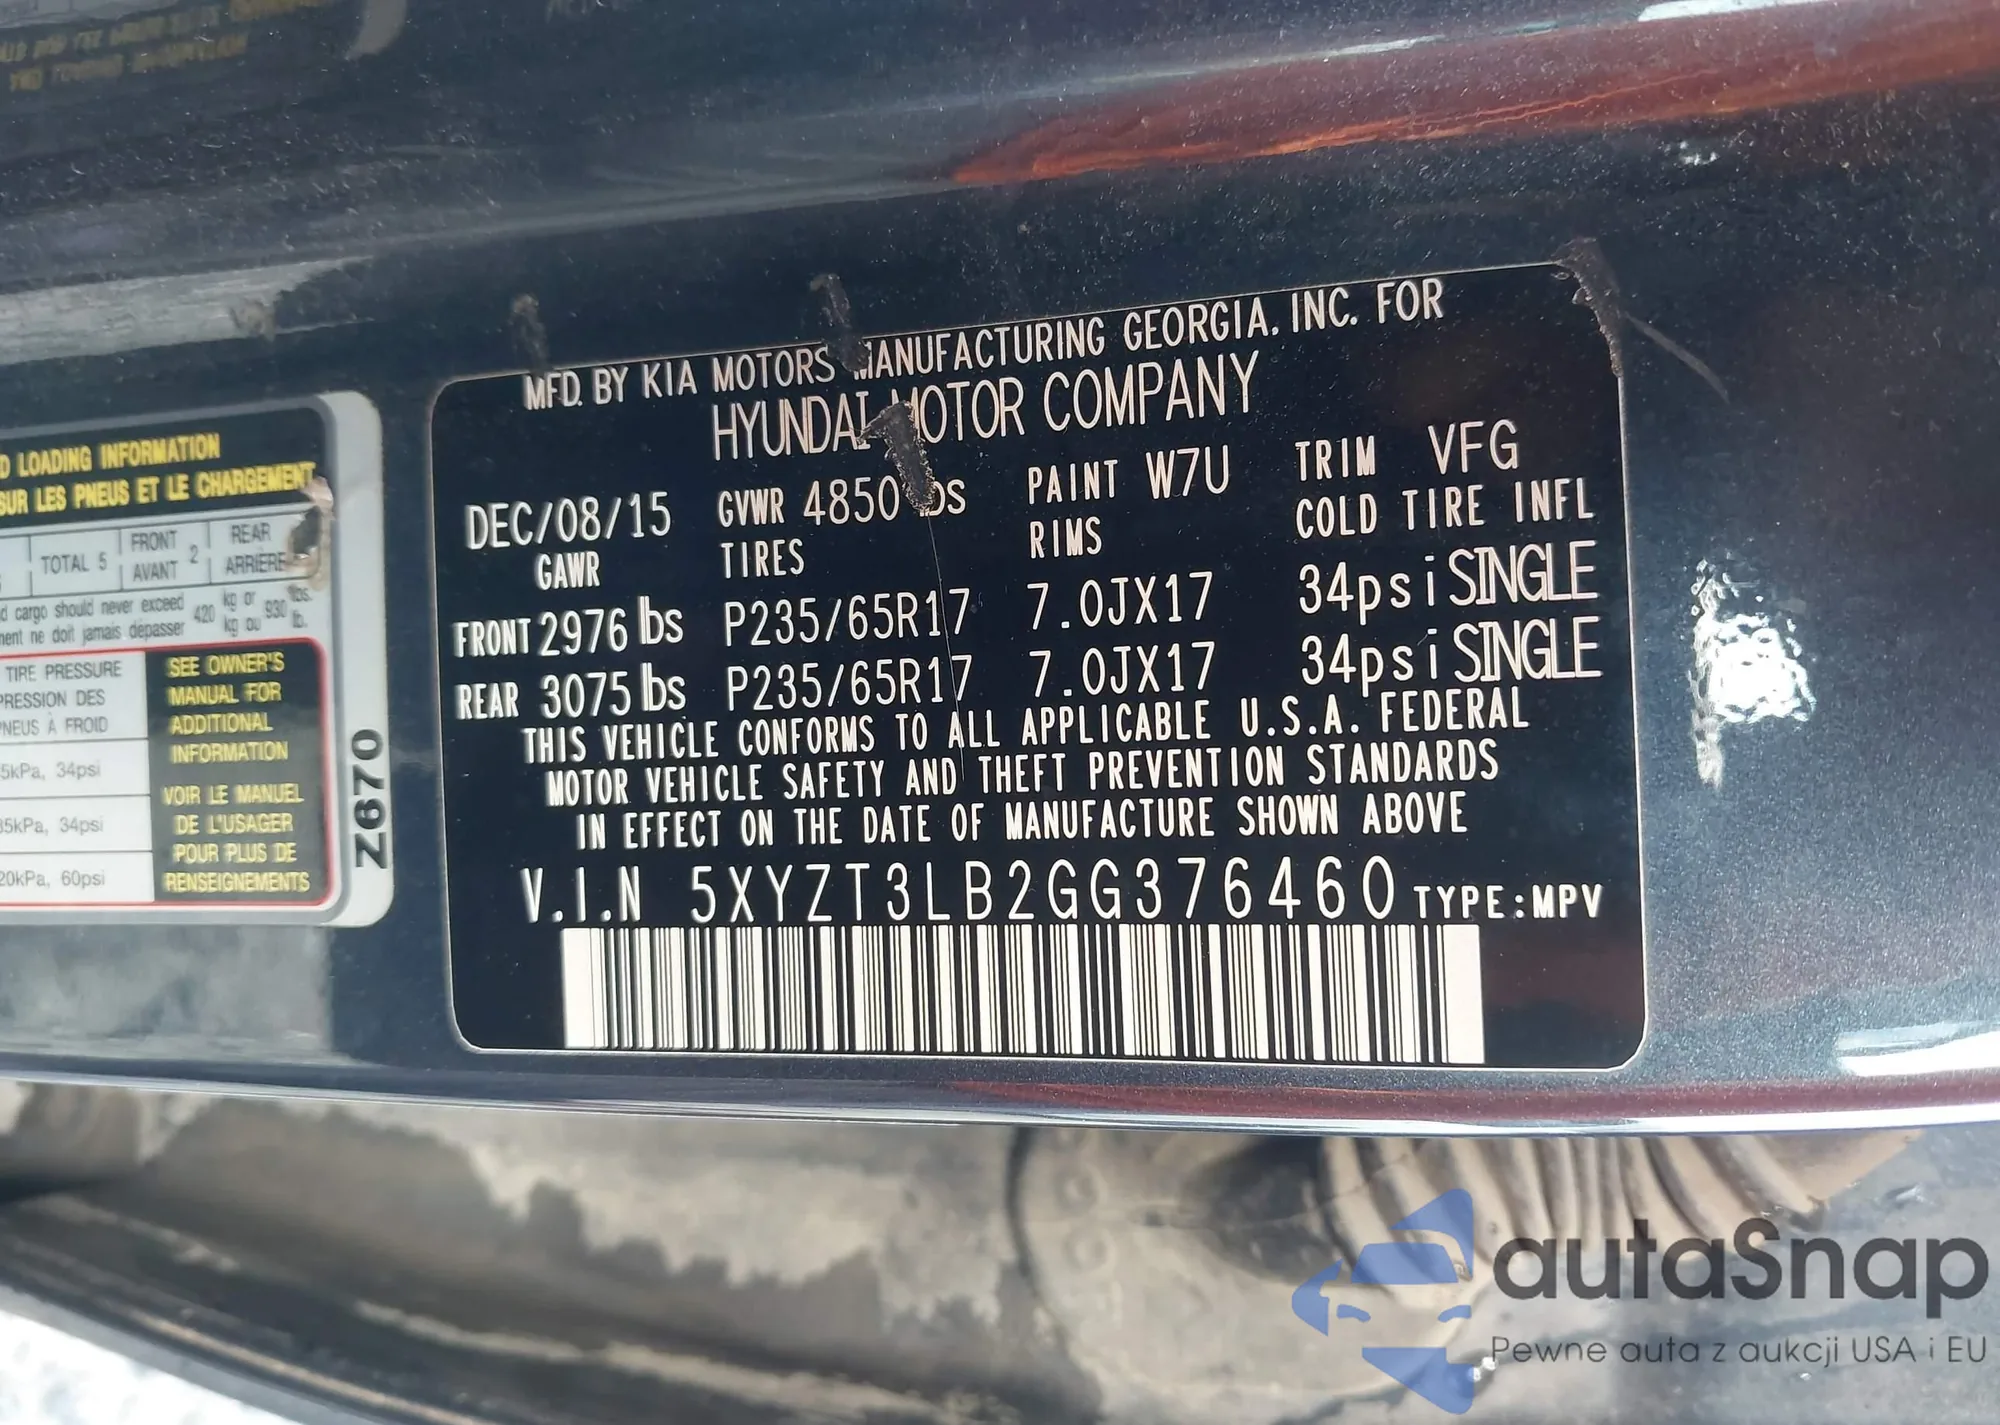 MFD. BY KIA MOTORS MANUFACTURING GEORGIA, INC. FOR
HYUNDAI MOTOR COMPANY
DEC/08/15 GVWR 4850 lbs PAINT W7U TRIM VFG
GAWR TIRES RIMS COLD TIRE INFL
FRONT 2976 lbs P235/65R17 7.0JX17 34psi SINGLE
REAR 3075 lbs P235/65R17 7.0JX17 34psi SINGLE
THIS VEHICLE CONFORMS TO ALL APPLICABLE U.S.A. FEDERAL
MOTOR VEHICLE SAFETY AND THEFT PREVENTION STANDARDS
IN EFFECT ON THE DATE OF MANUFACTURE SHOWN ABOVE
V.I.N 5XYZT3LB2GG376460 TYPE:MPV
D LOADING INFORMATION
SUR LES PNEUS ET LE CHARGEMENT
TOTAL 5
FRONT
AVANT
2
REAR
ARRIÈRE
cargo should never exceed 420 kg or 930 lbs.
ne doit jamais dépasser kg ou lb.
TIRE PRESSURE
PRESSION DES
PNEUS À FROID
5kPa, 34psi
35kPa, 34psi
20kPa, 60psi
SEE OWNER'S
MANUAL FOR
ADDITIONAL
INFORMATION
VOIR LE MANUEL
DE L'USAGER
POUR PLUS DE
RENSEIGNEMENTS
Z670
autaSnap
Pewne auta z aukcji USA i EU